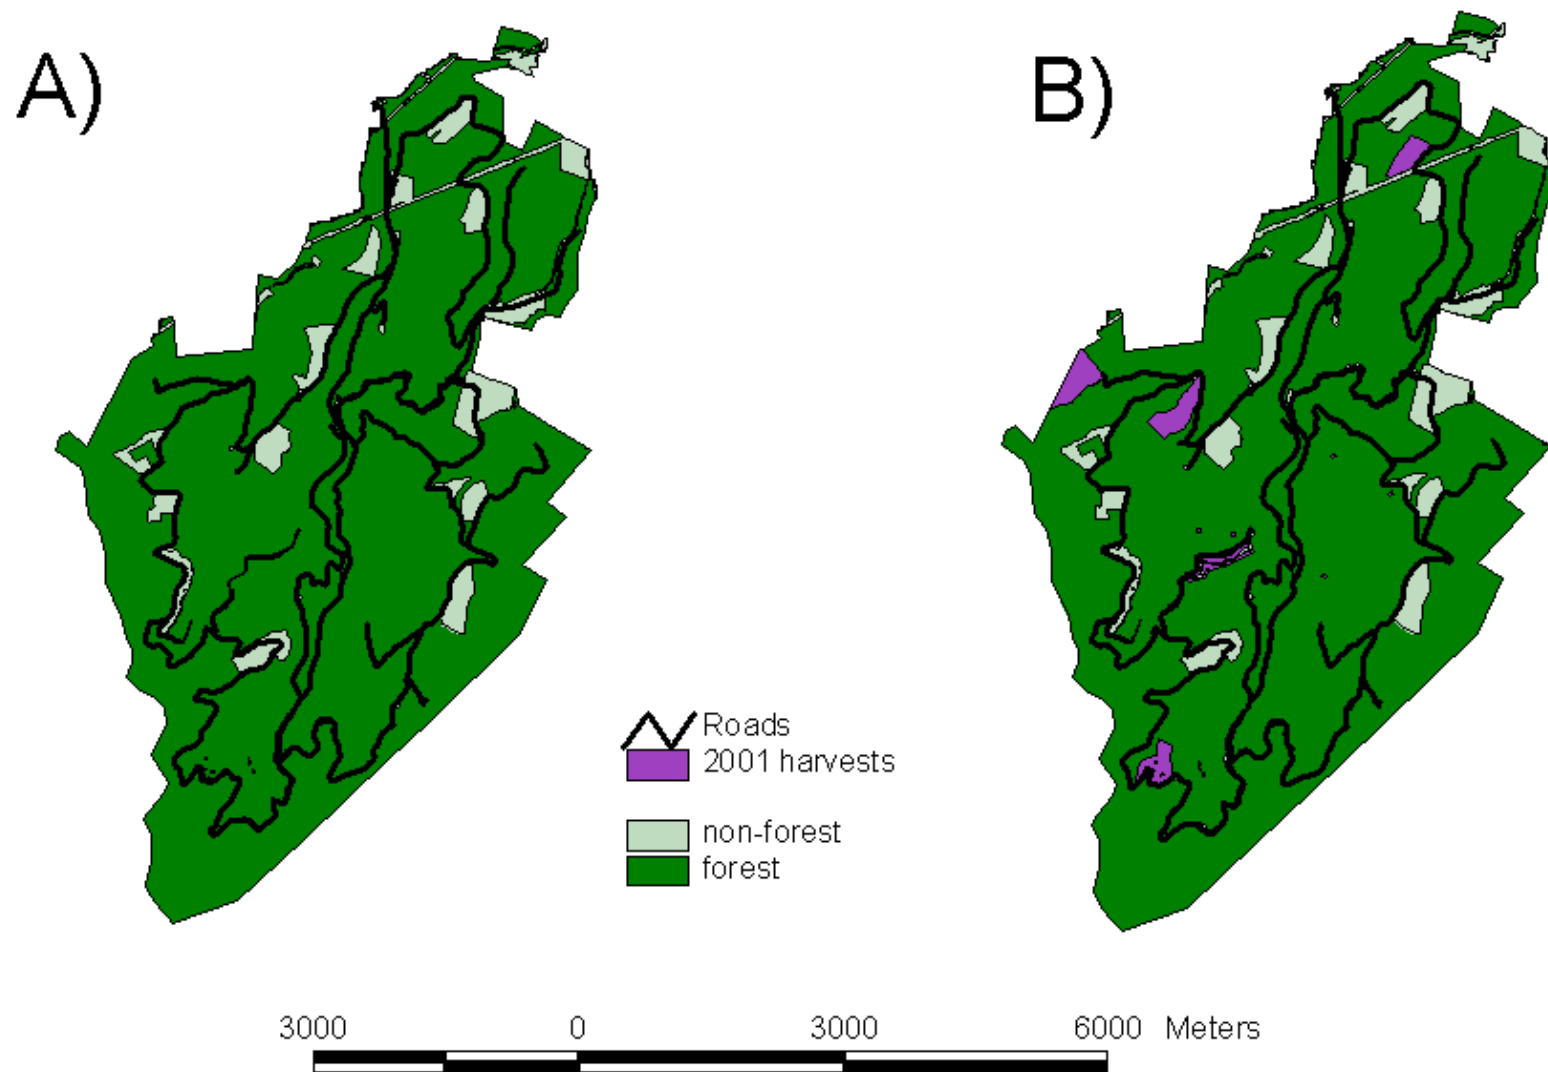 A)
B)
Roads
2001 harvests
non-forest
forest
3000 0 3000 6000 Meters